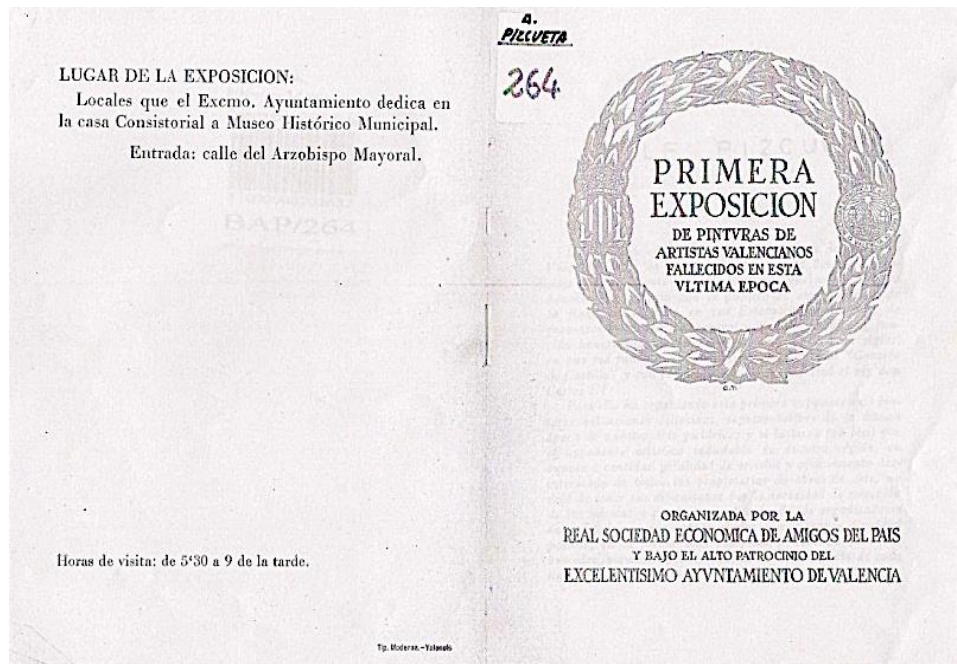 LUGAR DE LA EXPOSICION:
Locales que el Excmo. Ayuntamiento dedica en
la casa Consistorial a Museo Histórico Municipal.
Entrada: calle del Arzobispo Mayoral.
BAP/264
Horas de visita: de 5'30 a 9 de la tarde.
Tip. Moderna.-Valencia
A.
PIZCUETA
264
PRIMERA
EXPOSICION
DE PINTVRAS DE
ARTISTAS VALENCIANOS
FALLECIDOS EN ESTA
VLTIMA EPOCA
ORGANIZADA POR LA
REAL SOCIEDAD ECONOMICA DE AMIGOS DEL PAIS
Y BAJO EL ALTO PATROCINIO DEL
EXCELENTISIMO AYVNTAMIENTO DE VALENCIA